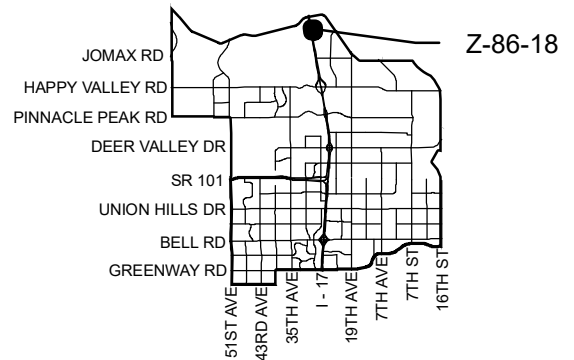 Z-86-18
JOMAX RD
HAPPY VALLEY RD
PINNACLE PEAK RD
DEER VALLEY DR
SR 101
UNION HILLS DR
BELL RD
GREENWAY RD
51ST AVE
43RD AVE
35TH AVE
I - 17
19TH AVE
7TH AVE
7TH ST
16TH ST